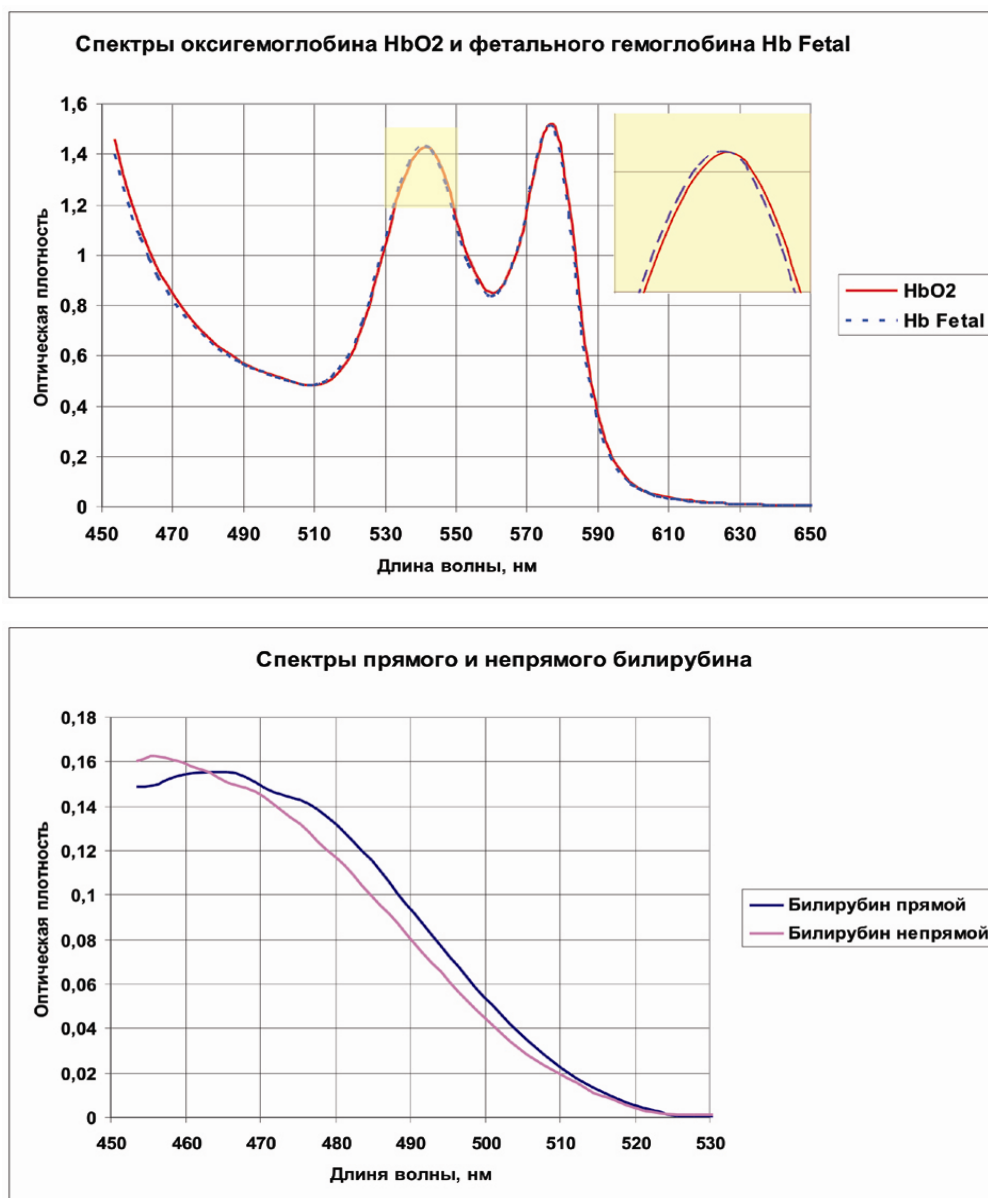 Спектры оксигемоглобина HbO2 и фетального гемоглобина Hb Fetal
Оптическая плотность
1,6
1,4
1,2
1
0,8
0,6
0,4
0,2
0
450 470 490 510 530 550 570 590 610 630 650
Длина волны, нм
HbO2
Hb Fetal
Спектры прямого и непрямого билирубина
Оптическая плотность
0,18
0,16
0,14
0,12
0,1
0,08
0,06
0,04
0,02
0
450 460 470 480 490 500 510 520 530
Длиня волны, нм
Билирубин прямой
Билирубин непрямой